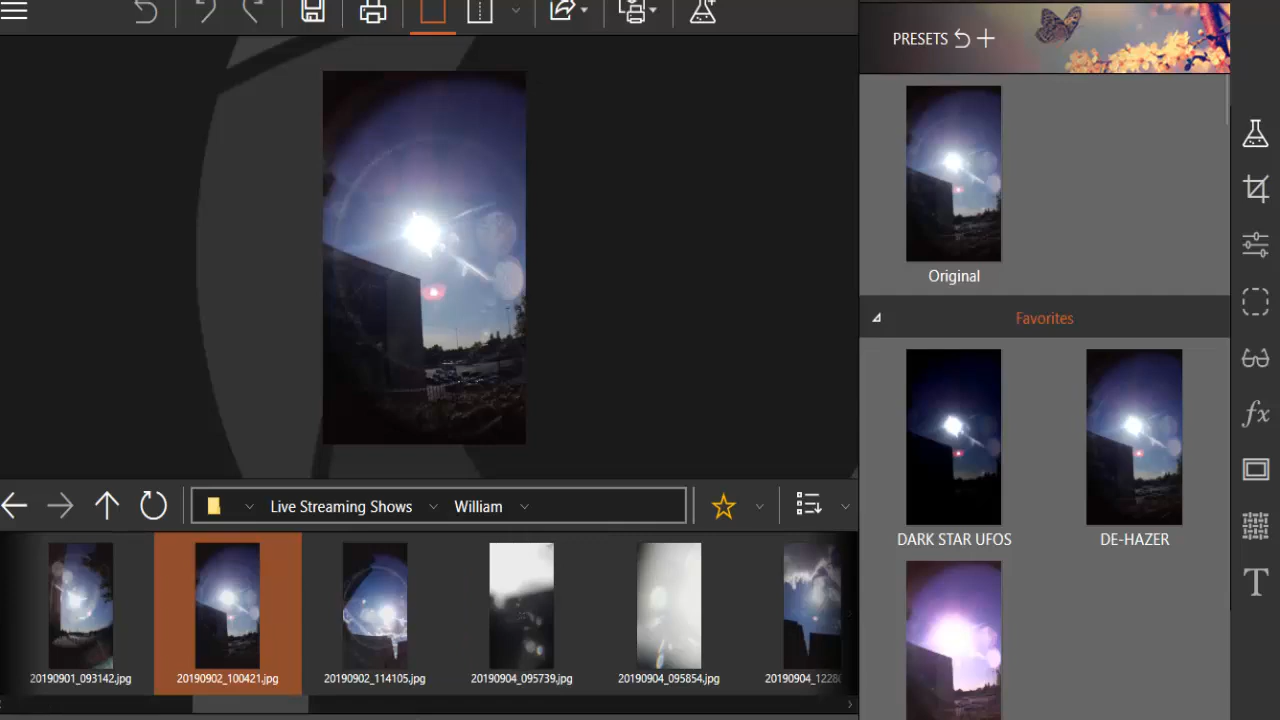 PRESETS
Original
Favorites
DARK STAR UFOS
DE-HAZER
Live Streaming Shows
William
20190901_093142.jpg
20190902_100421.jpg
20190902_114105.jpg
20190904_095739.jpg
20190904_095854.jpg
fx
T